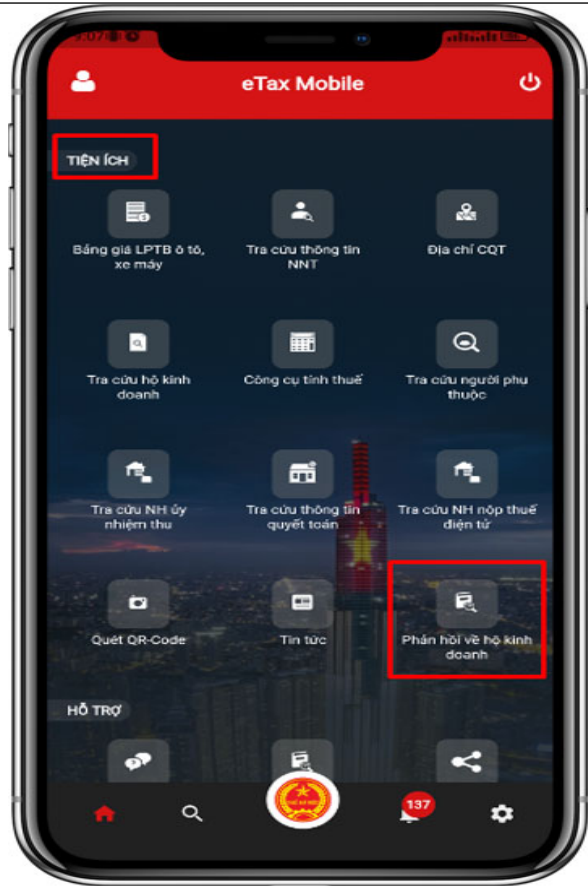 9:07
eTax Mobile
TIỆN ÍCH
Bảng giá LPTB ô tô,
xe máy
Tra cứu thông tin
NNT
Địa chỉ CQT
Tra cứu hộ kinh
doanh
Công cụ tính thuế
Tra cứu người phụ
thuộc
Tra cứu NH ủy
nhiệm thu
Tra cứu thông tin
quyết toán
Tra cứu NH nộp thuế
điện tử
Quét QR-Code
Tin tức
Phản hồi về hộ kinh
doanh
HỖ TRỢ
137